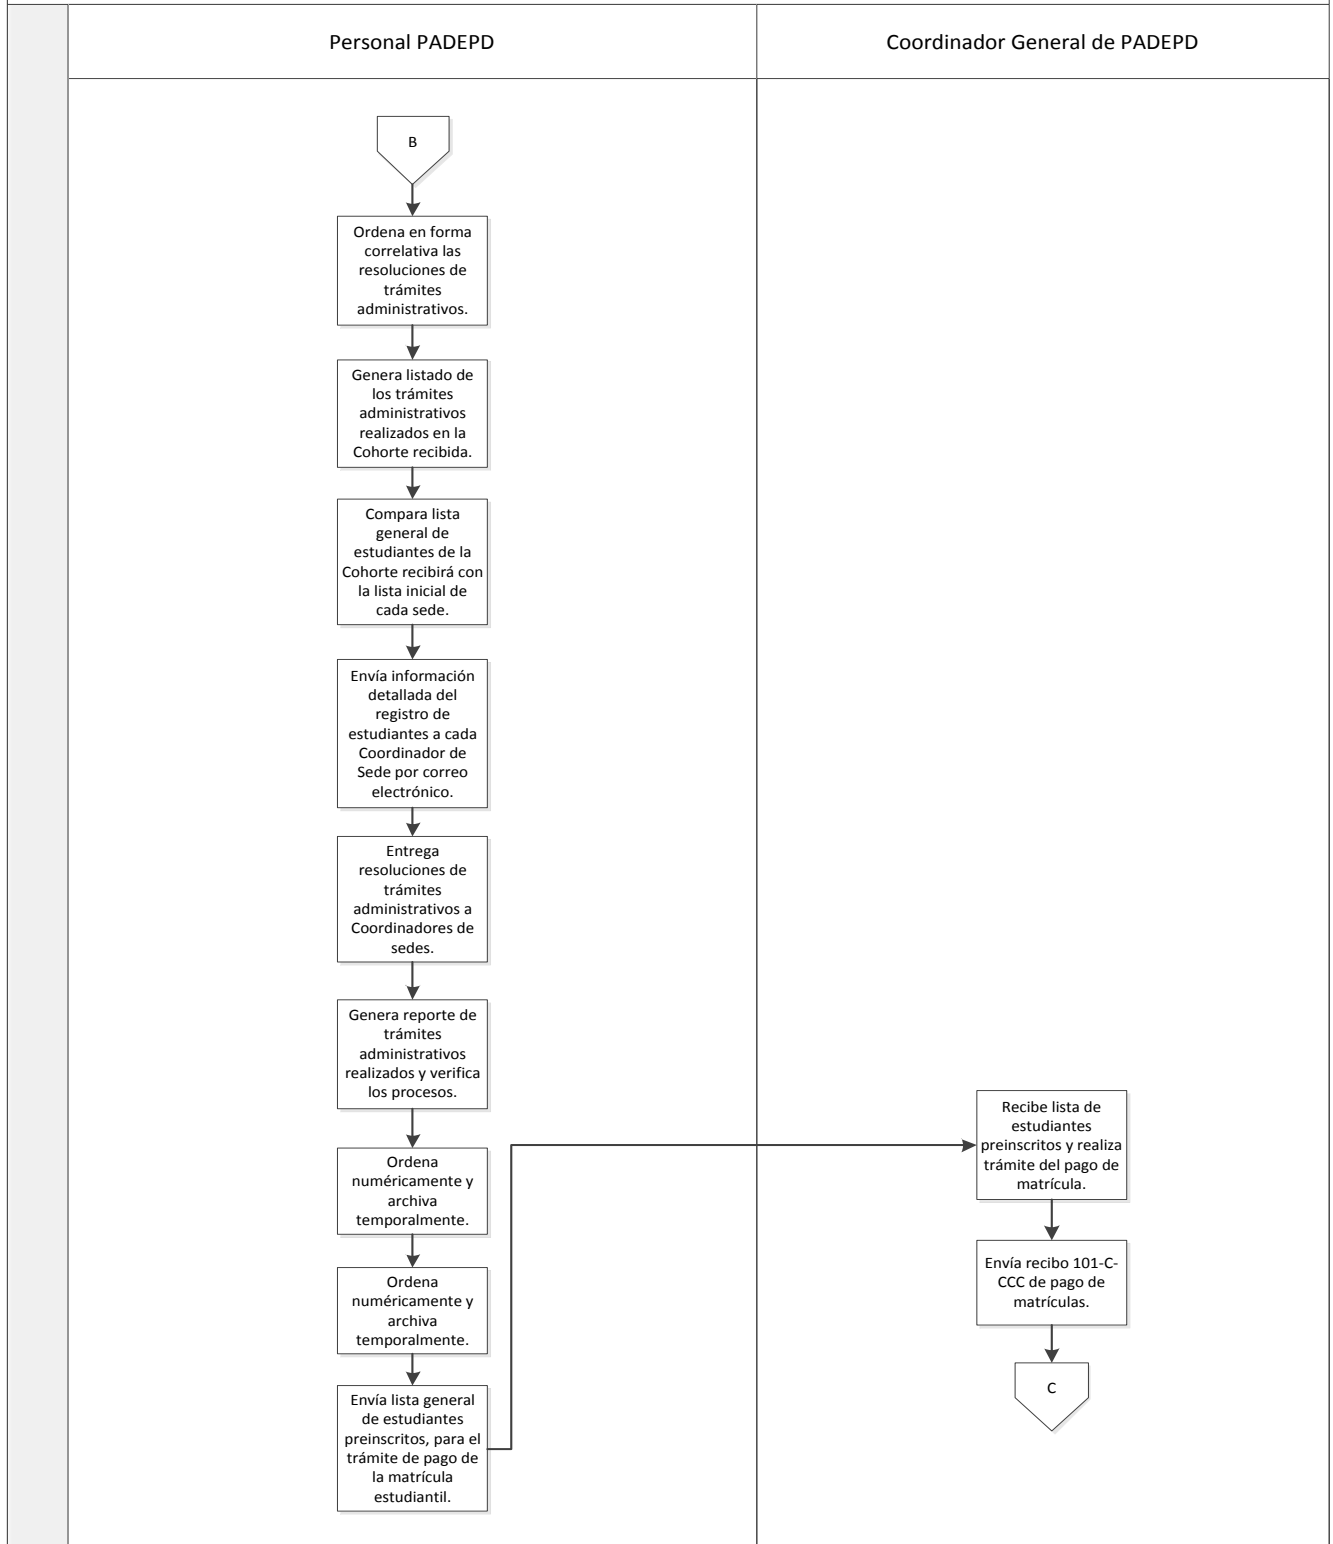 Personal PADEPD
Coordinador General de PADEPD
B
Ordena en forma
correlativa las
resoluciones de
trámites
administrativos.
Genera listado de
los trámites
administrativos
realizados en la
Cohorte recibida.
Compara lista
general de
estudiantes de la
Cohorte recibirá con
la lista inicial de
cada sede.
Envía información
detallada del
registro de
estudiantes a cada
Coordinador de
Sede por correo
electrónico.
Entrega
resoluciones de
trámites
administrativos a
Coordinadores de
sedes.
Genera reporte de
trámites
administrativos
realizados y verifica
los procesos.
Ordena
numéricamente y
archiva
temporalmente.
Ordena
numéricamente y
archiva
temporalmente.
Envía lista general
de estudiantes
preinscritos, para el
trámite de pago de
la matrícula
estudiantil.
Recibe lista de
estudiantes
preinscritos y realiza
trámite del pago de
matrícula.
Envía recibo 101-C-
CCC de pago de
matrículas.
C